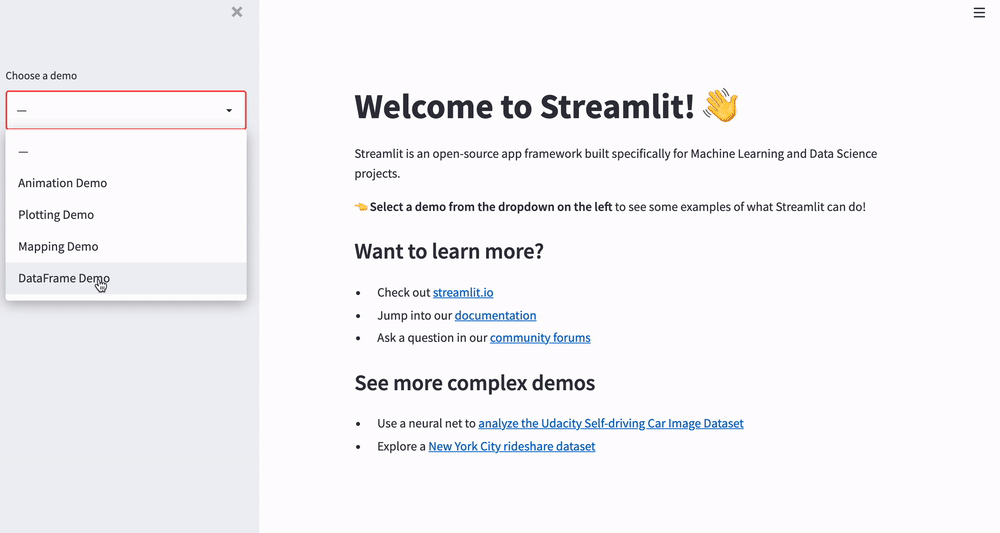 Choose a demo
—
—
Animation Demo
Plotting Demo
Mapping Demo
DataFrame Demo
Welcome to Streamlit! 👋
Streamlit is an open-source app framework built specifically for Machine Learning and Data Science
projects.
👈 Select a demo from the dropdown on the left to see some examples of what Streamlit can do!
Want to learn more?
• Check out streamlit.io
• Jump into our documentation
• Ask a question in our community forums
See more complex demos
• Use a neural net to analyze the Udacity Self-driving Car Image Dataset
• Explore a New York City rideshare dataset